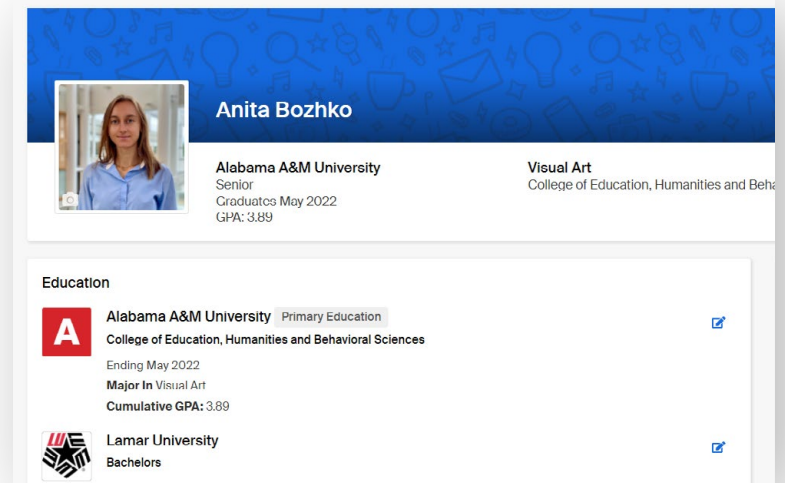 Anita Bozhko
Alabama A&M University
Senior
Graduates May 2022
GPA: 3.89
Visual Art
College of Education, Humanities and Beha
Education
A
Alabama A&M University Primary Education
College of Education, Humanities and Behavioral Sciences
Ending May 2022
Major In Visual Art
Cumulative GPA: 3.89
Lamar University
Bachelors